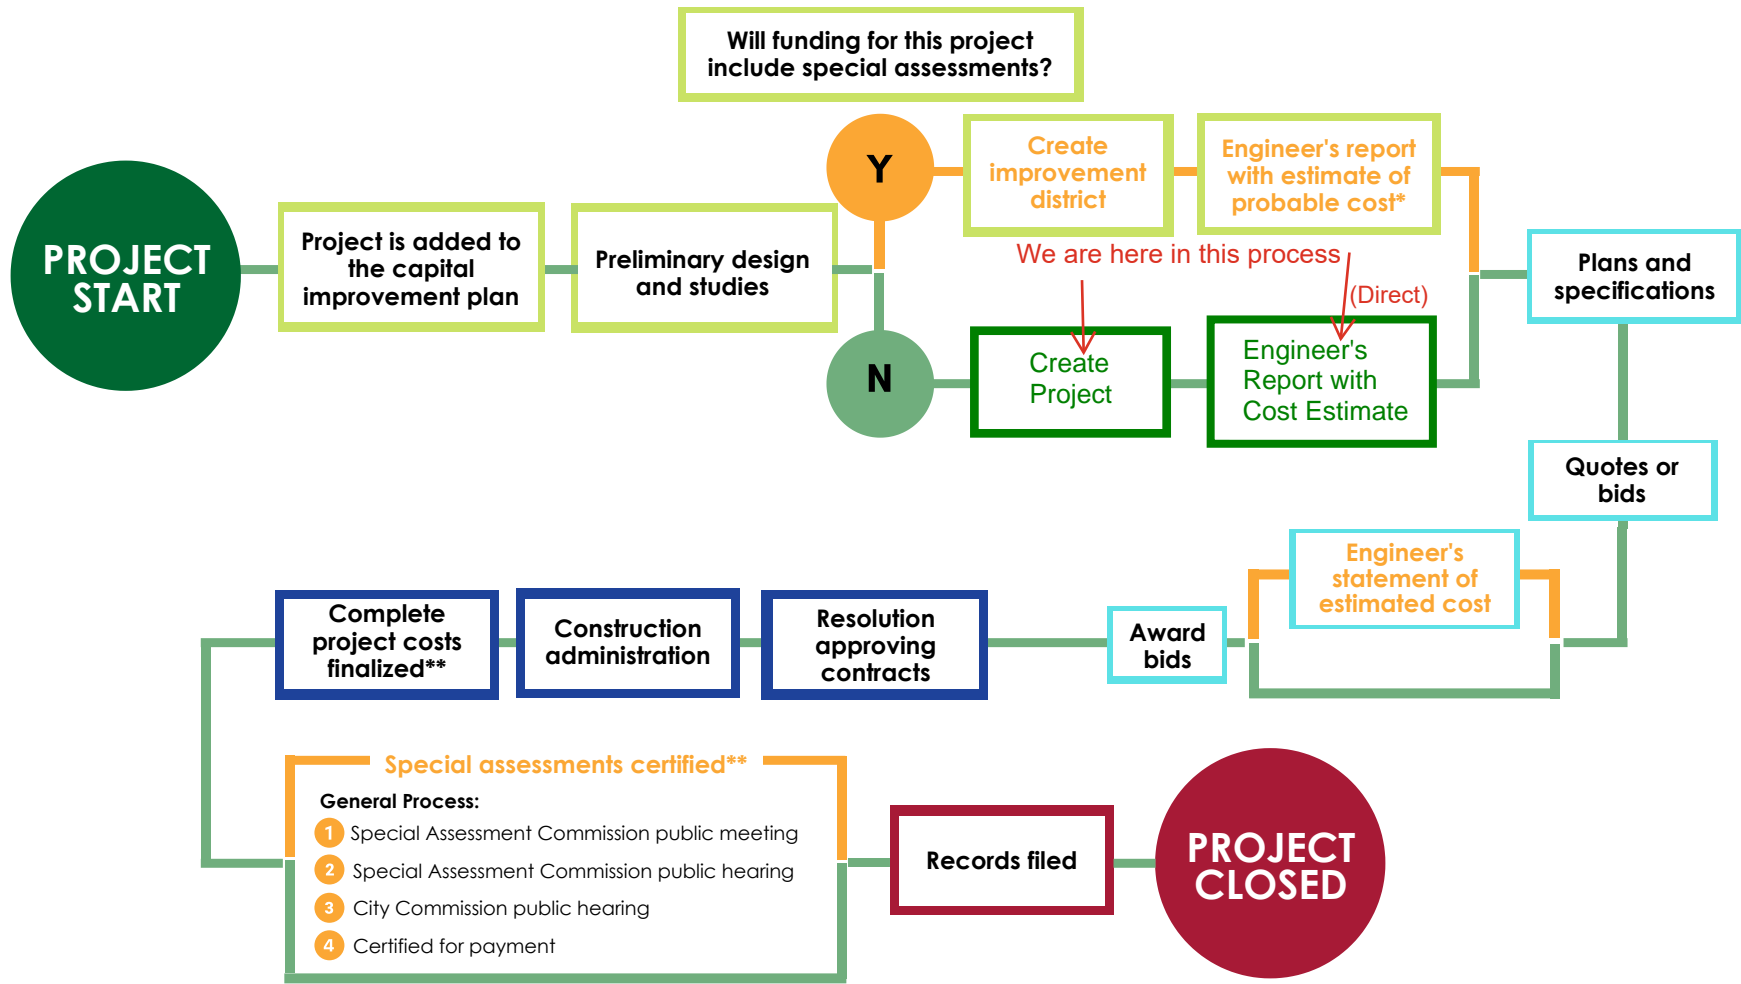 Will funding for this project
include special assessments?
PROJECT
START
Project is added to
the capital
improvement plan
Preliminary design
and studies
Y
Create
improvement
district
Engineer's report
with estimate of
probable cost*
We are here in this process
(Direct)
N
Create
Project
Engineer's
Report with
Cost Estimate
Plans and
specifications
Quotes or
bids
Engineer's
statement of
estimated cost
Award
bids
Resolution
approving
contracts
Construction
administration
Complete
project costs
finalized**
Special assessments certified**
General Process:
1 Special Assessment Commission public meeting
2 Special Assessment Commission public hearing
3 City Commission public hearing
4 Certified for payment
Records filed
PROJECT
CLOSED